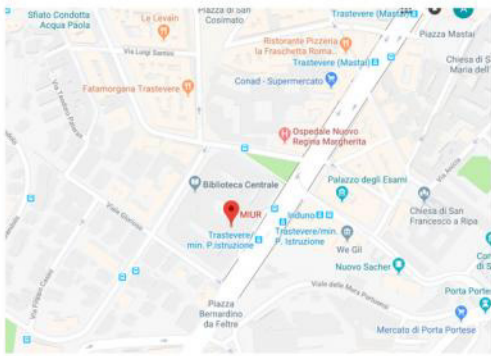 Sfiato Condotta
Acqua Paola
Le Levain
Piazza di San
Cosimato
Trastevere (Mastai)
Piazza Mastai
Via Luigi Santini
Ristorante Pizzeria
la Fraschetta Roma...
Trastevere (Mastai)
Chiesa di S
Maria dell'
Fatamorgana Trastevere
Conad - Supermercato
Ospedale Nuovo
Regina Margherita
Biblioteca Centrale
Palazzo degli Esami
Viale Glorioso
MIUR
Induno
Trastevere/
min. P.istruzione
Trastevere/min.
P. Istruzione
Chiesa di San
Francesco a Ripa
We Gil
Nuovo Sacher
Piazza
Bernardino
da Feltre
Viale delle Mura Portuensi
Porta Portese
Mercato di Porta Portese